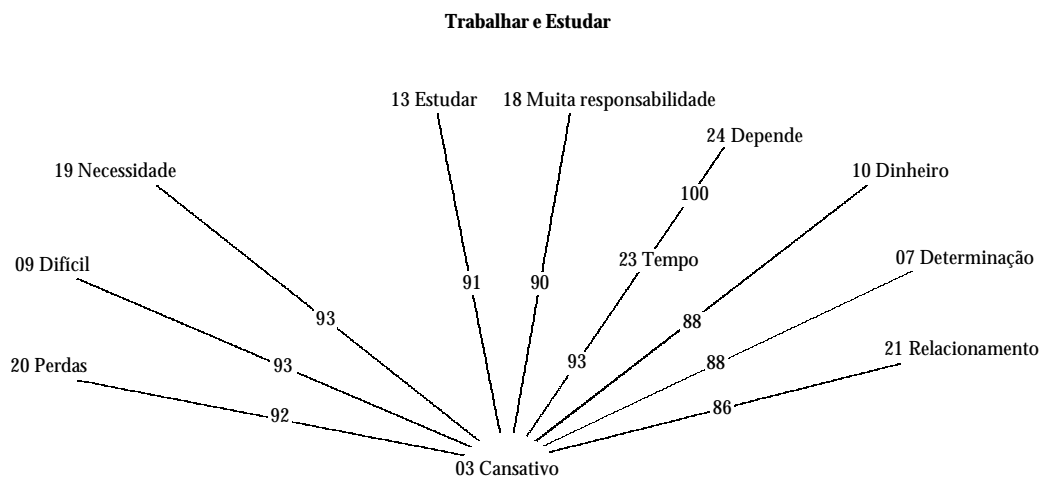 Trabalhar e Estudar
13 Estudar
18 Muita responsabilidade
24 Depende
19 Necessidade
10 Dinheiro
100
09 Difícil
23 Tempo
07 Determinação
91
90
93
88
20 Perdas
93
93
88
21 Relacionamento
92
86
03 Cansativo